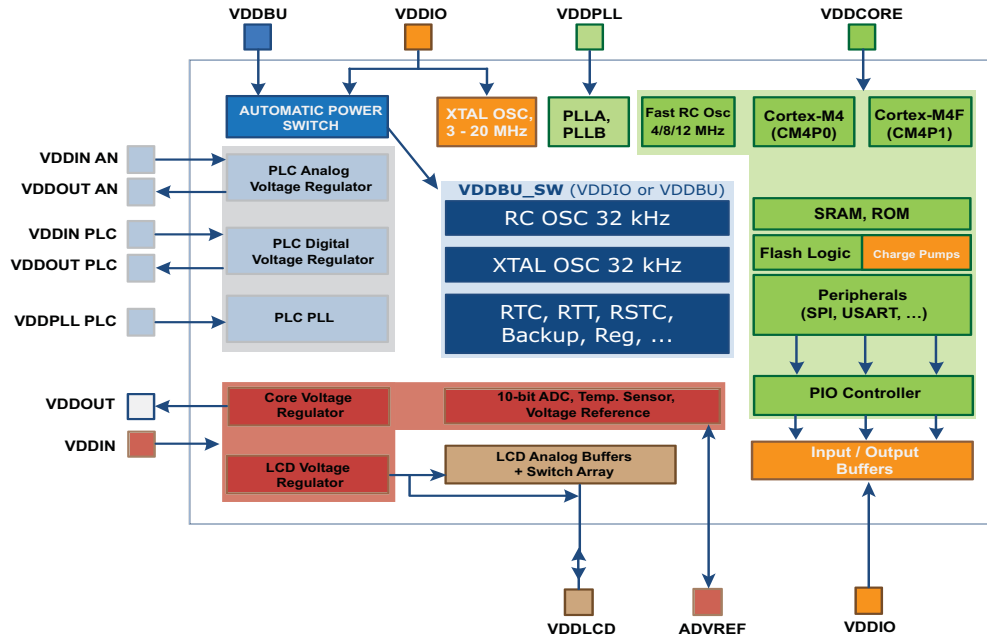 VDDBU
VDDIO
VDDPLL
VDDCORE
AUTOMATIC POWER
SWITCH
XTAL OSC,
3 - 20 MHz
PLLA,
PLLB
Fast RC Osc
4/8/12 MHz
Cortex-M4
(CM4P0)
Cortex-M4F
(CM4P1)
VDDIN AN
VDDOUT AN
PLC Analog
Voltage Regulator
VDDIN PLC
VDDOUT PLC
PLC Digital
Voltage Regulator
VDDPLL PLC
PLC PLL
VDDBU_SW (VDDIO or VDDBU)
RC OSC 32 kHz
XTAL OSC 32 kHz
RTC, RTT, RSTC,
Backup, Reg, ...
SRAM, ROM
Flash Logic
Charge Pumps
Peripherals
(SPI, USART, ...)
PIO Controller
Input / Output
Buffers
VDDOUT
VDDIN
Core Voltage
Regulator
10-bit ADC, Temp. Sensor,
Voltage Reference
LCD Voltage
Regulator
LCD Analog Buffers
+ Switch Array
VDDLCD
ADVREF
VDDIO